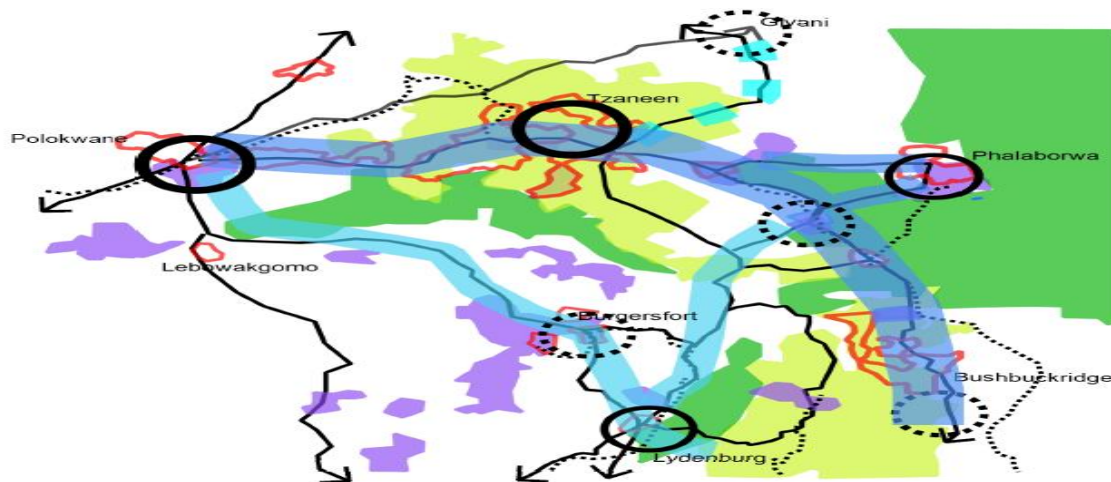 Giyani
Tzaneen
Polokwane
Phalaborwa
Lebowakgomo
Burgersfort
Bushbuckridge
Lydenburg